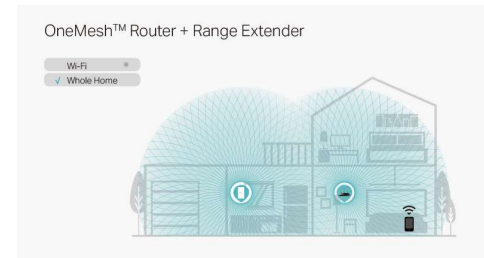 OneMesh™ Router + Range Extender
Wi-Fi
√ Whole Home